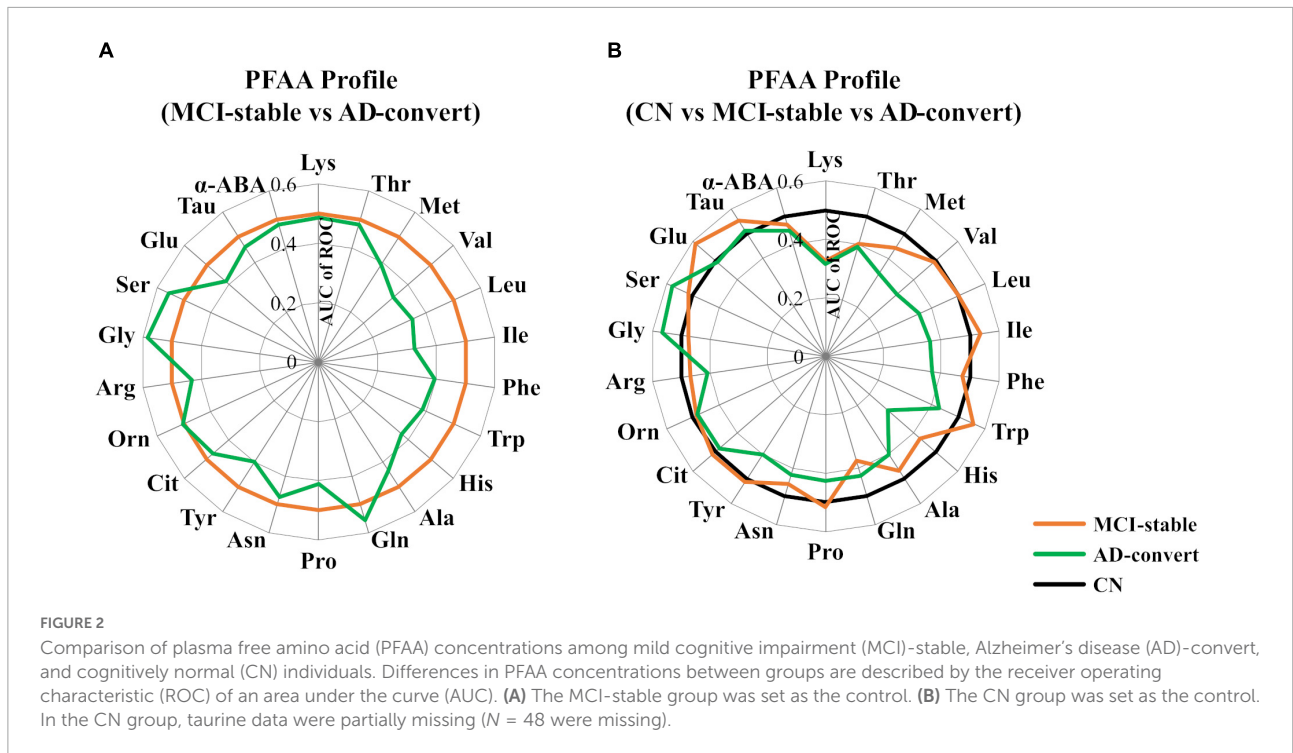 A
PFAA Profile
(MCI-stable vs AD-convert)
Lys
Thr
Met
Val
Leu
Ile
Phe
Trp
His
Ala
Gln
Pro
Asn
Tyr
Cit
Orn
Arg
Gly
Ser
Glu
Tau
α-ABA
0.6
0.4
0.2
0
AUC of ROC
B
PFAA Profile
(CN vs MCI-stable vs AD-convert)
Lys
Thr
Met
Val
Leu
Ile
Phe
Trp
His
Ala
Gln
Pro
Asn
Tyr
Cit
Orn
Arg
Gly
Ser
Glu
Tau
α-ABA
0.6
0.4
0.2
0
AUC of ROC
MCI-stable
AD-convert
CN
FIGURE 2
Comparison of plasma free amino acid (PFAA) concentrations among mild cognitive impairment (MCI)-stable, Alzheimer's disease (AD)-convert,
and cognitively normal (CN) individuals. Differences in PFAA concentrations between groups are described by the receiver operating
characteristic (ROC) of an area under the curve (AUC). (A) The MCI-stable group was set as the control. (B) The CN group was set as the control.
In the CN group, taurine data were partially missing (N = 48 were missing).